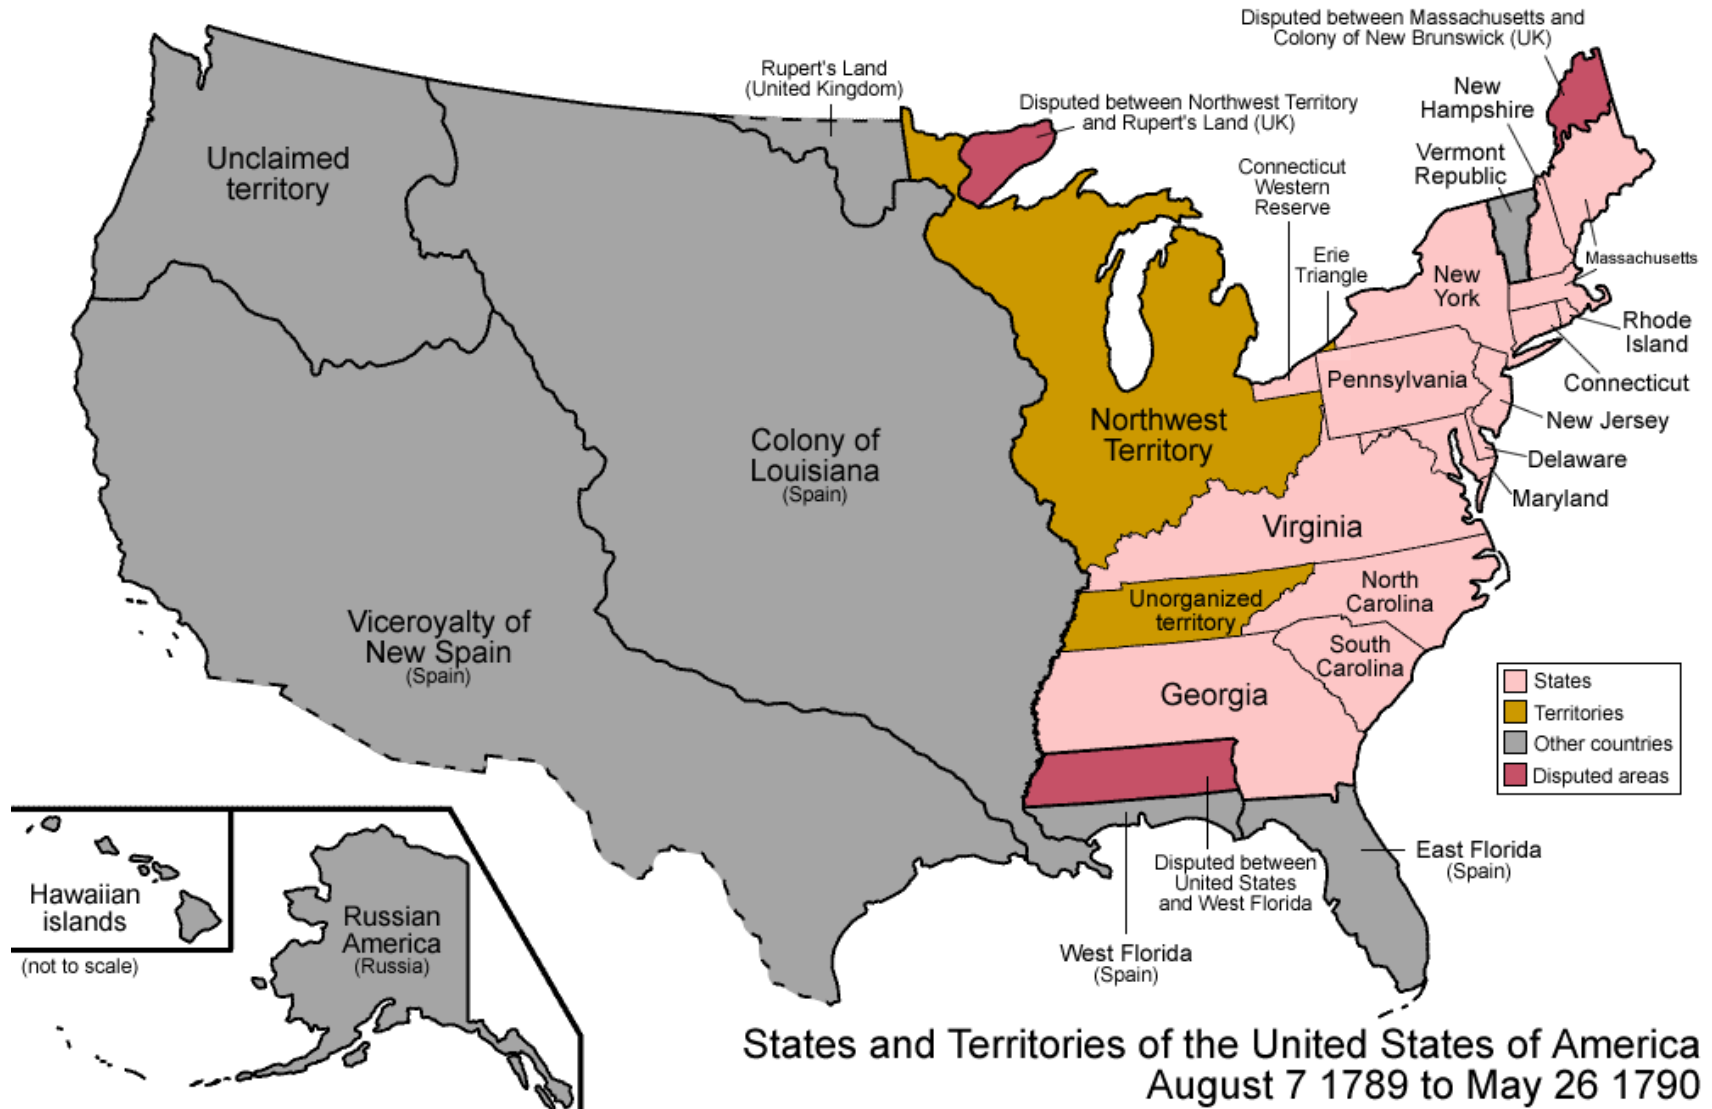 Disputed between Massachusetts and
Colony of New Brunswick (UK)
Rupert's Land
(United Kingdom)
Disputed between Northwest Territory
and Rupert's Land (UK)
New
Hampshire
Vermont
Republic
Connecticut
Western
Reserve
Erie
Triangle
Massachusetts
Unclaimed
territory
New
York
Rhode
Island
Connecticut
Pennsylvania
New Jersey
Northwest
Territory
Delaware
Maryland
Colony of
Louisiana
(Spain)
Virginia
North
Carolina
Unorganized
territory
South
Carolina
Viceroyalty of
New Spain
(Spain)
Georgia
States
Territories
Other countries
Disputed areas
East Florida
(Spain)
Disputed between
United States
and West Florida
West Florida
(Spain)
Hawaiian
islands
(not to scale)
Russian
America
(Russia)
States and Territories of the United States of America
August 7 1789 to May 26 1790